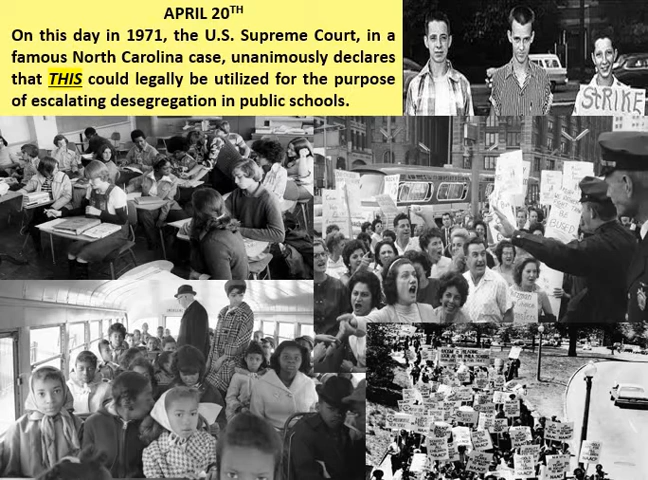 APRIL 20TH
On this day in 1971, the U.S. Supreme Court, in a
famous North Carolina case, unanimously declares
that THIS could legally be utilized for the purpose
of escalating desegregation in public schools.
STRIKE